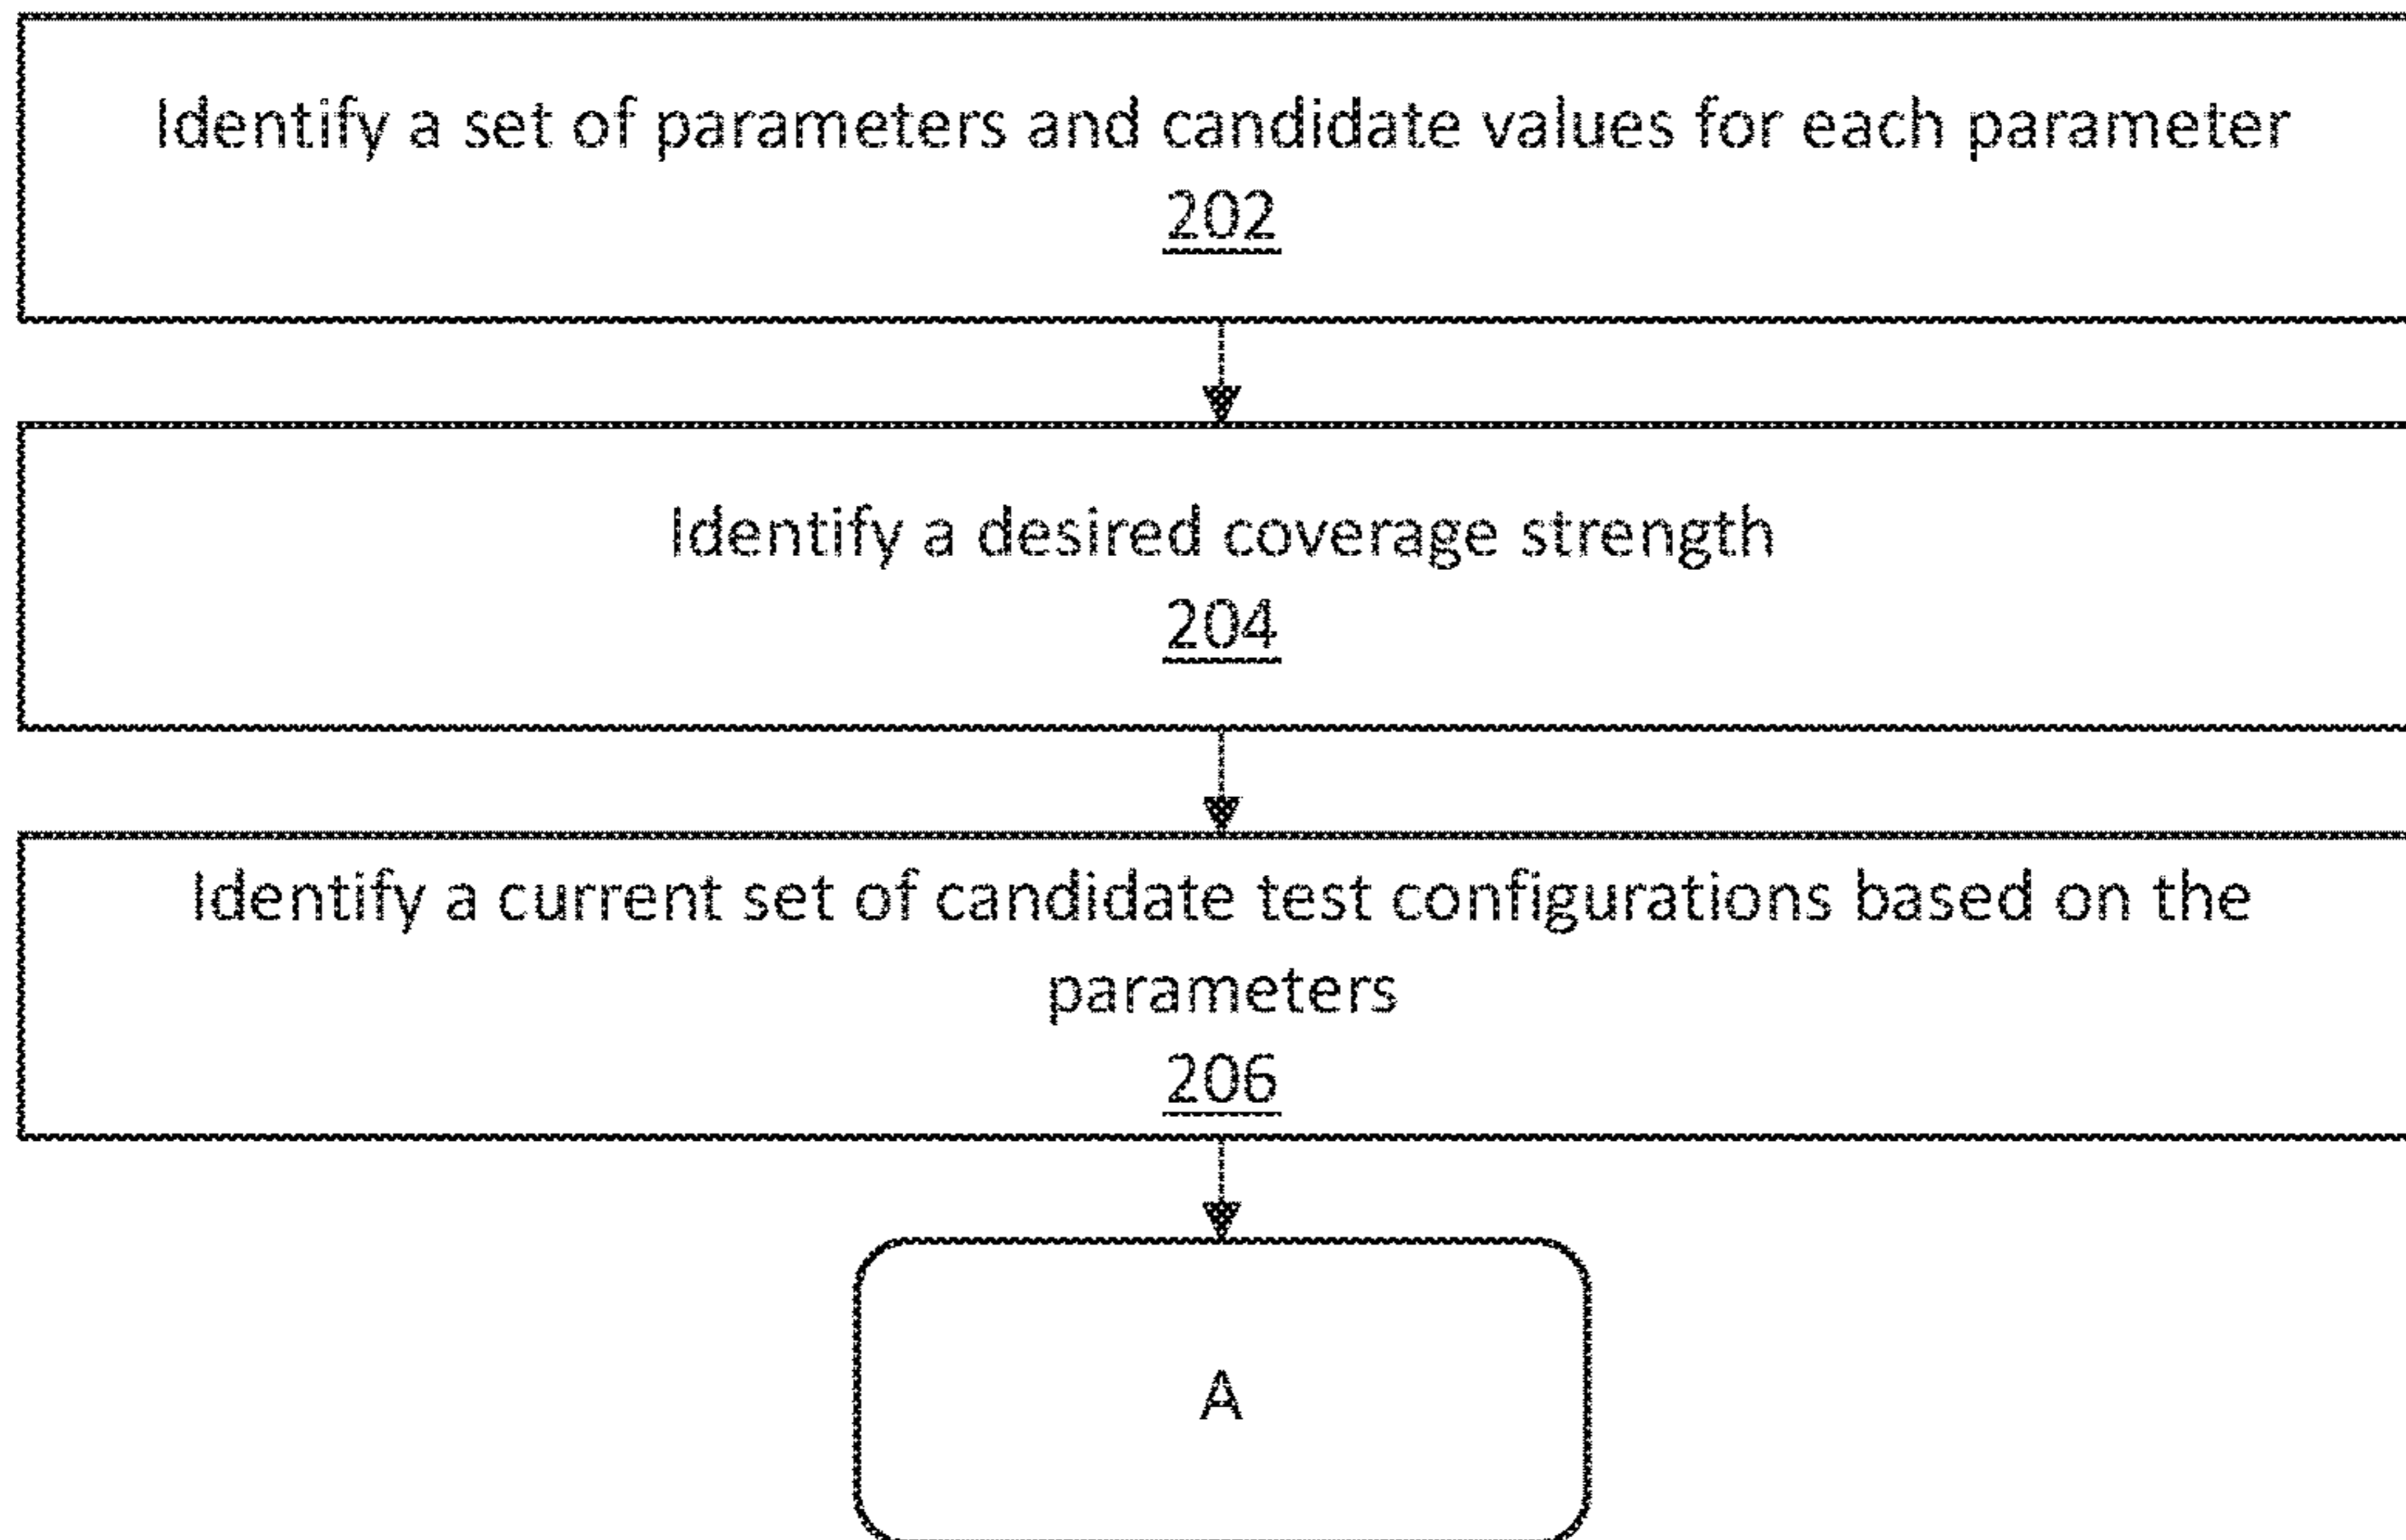 Identify a set of parameters and candidate values for each parameter
202
Identify a desired coverage strength
204
Identify a current set of candidate test configurations based on the
parameters
206
A